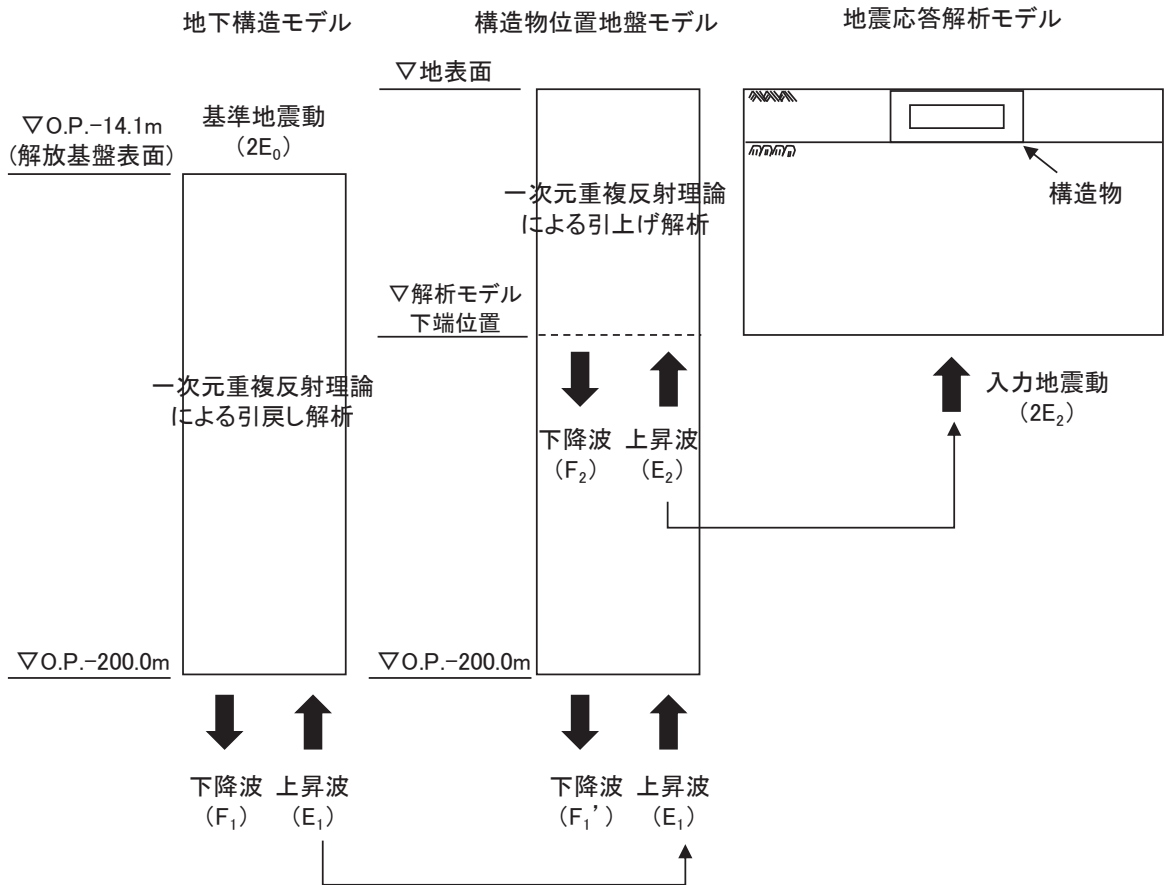 地下構造モデル
構造物位置地盤モデル
地震応答解析モデル
▽O.P.-14.1m
(解放基盤表面)
基準地震動
(2E₀)
一次元重複反射理論
による引戻し解析
▽O.P.-200.0m
下降波
(F₁)
上昇波
(E₁)
▽地表面
一次元重複反射理論
による引上げ解析
▽解析モデル
下端位置
下降波
(F₂)
上昇波
(E₂)
▽O.P.-200.0m
下降波
(F₁’)
上昇波
(E₁)
構造物
入力地震動
(2E₂)